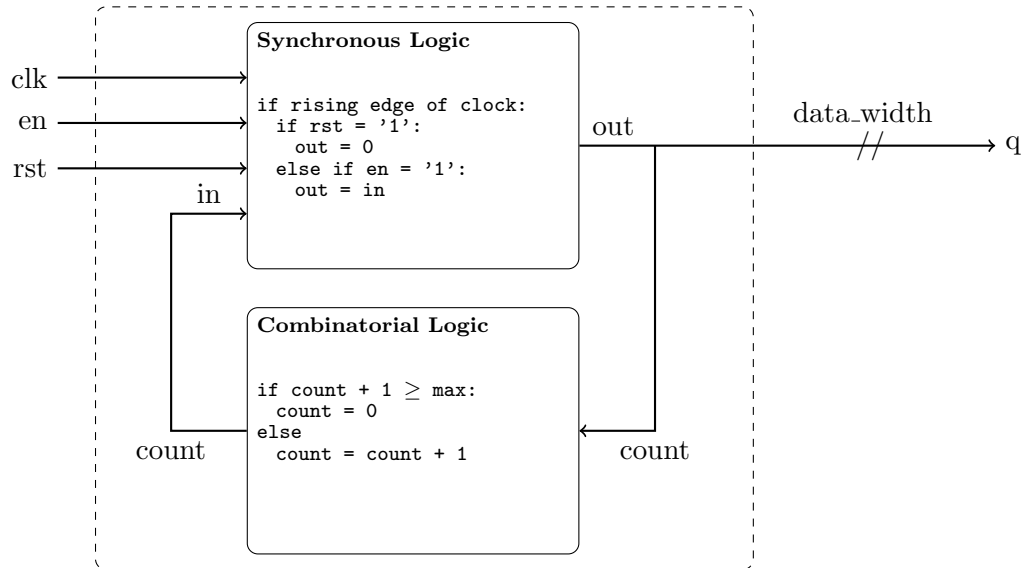 Synchronous Logic
clk
en
rst
in
if rising edge of clock:
if rst = '1':
out = 0
else if en = '1':
out = in
out
data_width
q
Combinatorial Logic
if count + 1 ≥ max:
count = 0
else
count = count + 1
count
count